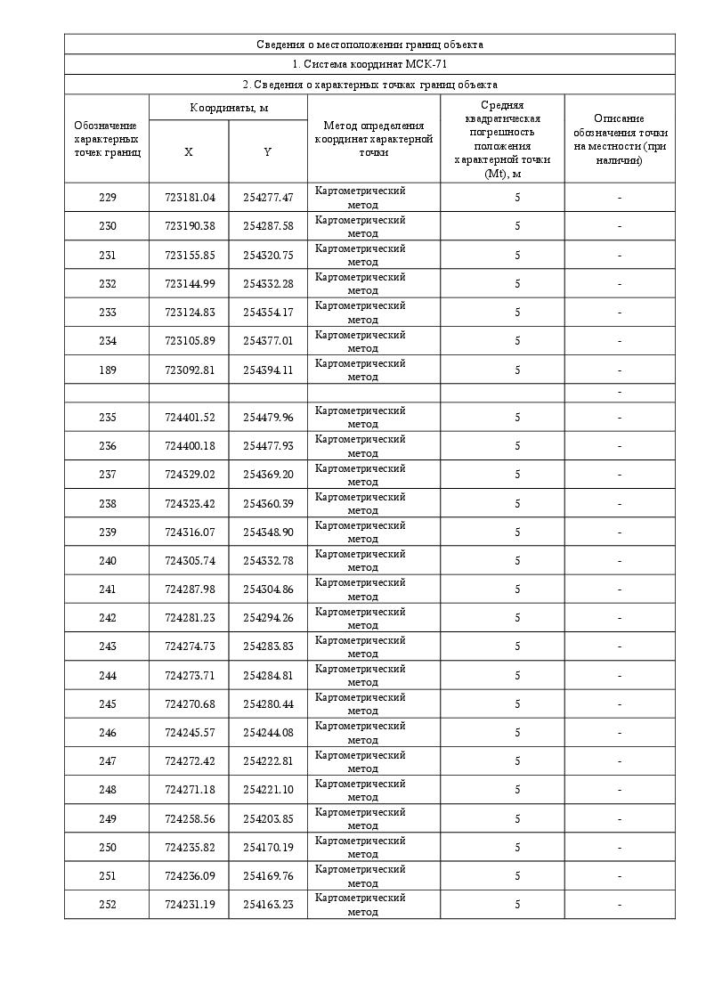 Сведения о местоположении границ объекта
1. Система координат МСК-71
2. Сведения о характерных точках границ объекта
Обозначение характерных точек границ
Координаты, м
X
Y
Метод определения координат характерной точки
Средняя квадратическая погрешность положения характерной точки (Mt), м
Описание обозначения точки на местности (при наличии)
229 723181.04 254277.47 Картометрический метод 5 -
230 723190.38 254287.58 Картометрический метод 5 -
231 723155.85 254320.75 Картометрический метод 5 -
232 723144.99 254332.28 Картометрический метод 5 -
233 723124.83 254354.17 Картометрический метод 5 -
234 723105.89 254377.01 Картометрический метод 5 -
189 723092.81 254394.11 Картометрический метод 5 -
-
235 724401.52 254479.96 Картометрический метод 5 -
236 724400.18 254477.93 Картометрический метод 5 -
237 724329.02 254369.20 Картометрический метод 5 -
238 724323.42 254360.39 Картометрический метод 5 -
239 724316.07 254348.90 Картометрический метод 5 -
240 724305.74 254332.78 Картометрический метод 5 -
241 724287.98 254304.86 Картометрический метод 5 -
242 724281.23 254294.26 Картометрический метод 5 -
243 724274.73 254283.83 Картометрический метод 5 -
244 724273.71 254284.81 Картометрический метод 5 -
245 724270.68 254280.44 Картометрический метод 5 -
246 724245.57 254244.08 Картометрический метод 5 -
247 724272.42 254222.81 Картометрический метод 5 -
248 724271.18 254221.10 Картометрический метод 5 -
249 724258.56 254203.85 Картометрический метод 5 -
250 724235.82 254170.19 Картометрический метод 5 -
251 724236.09 254169.76 Картометрический метод 5 -
252 724231.19 254163.23 Картометрический метод 5 -